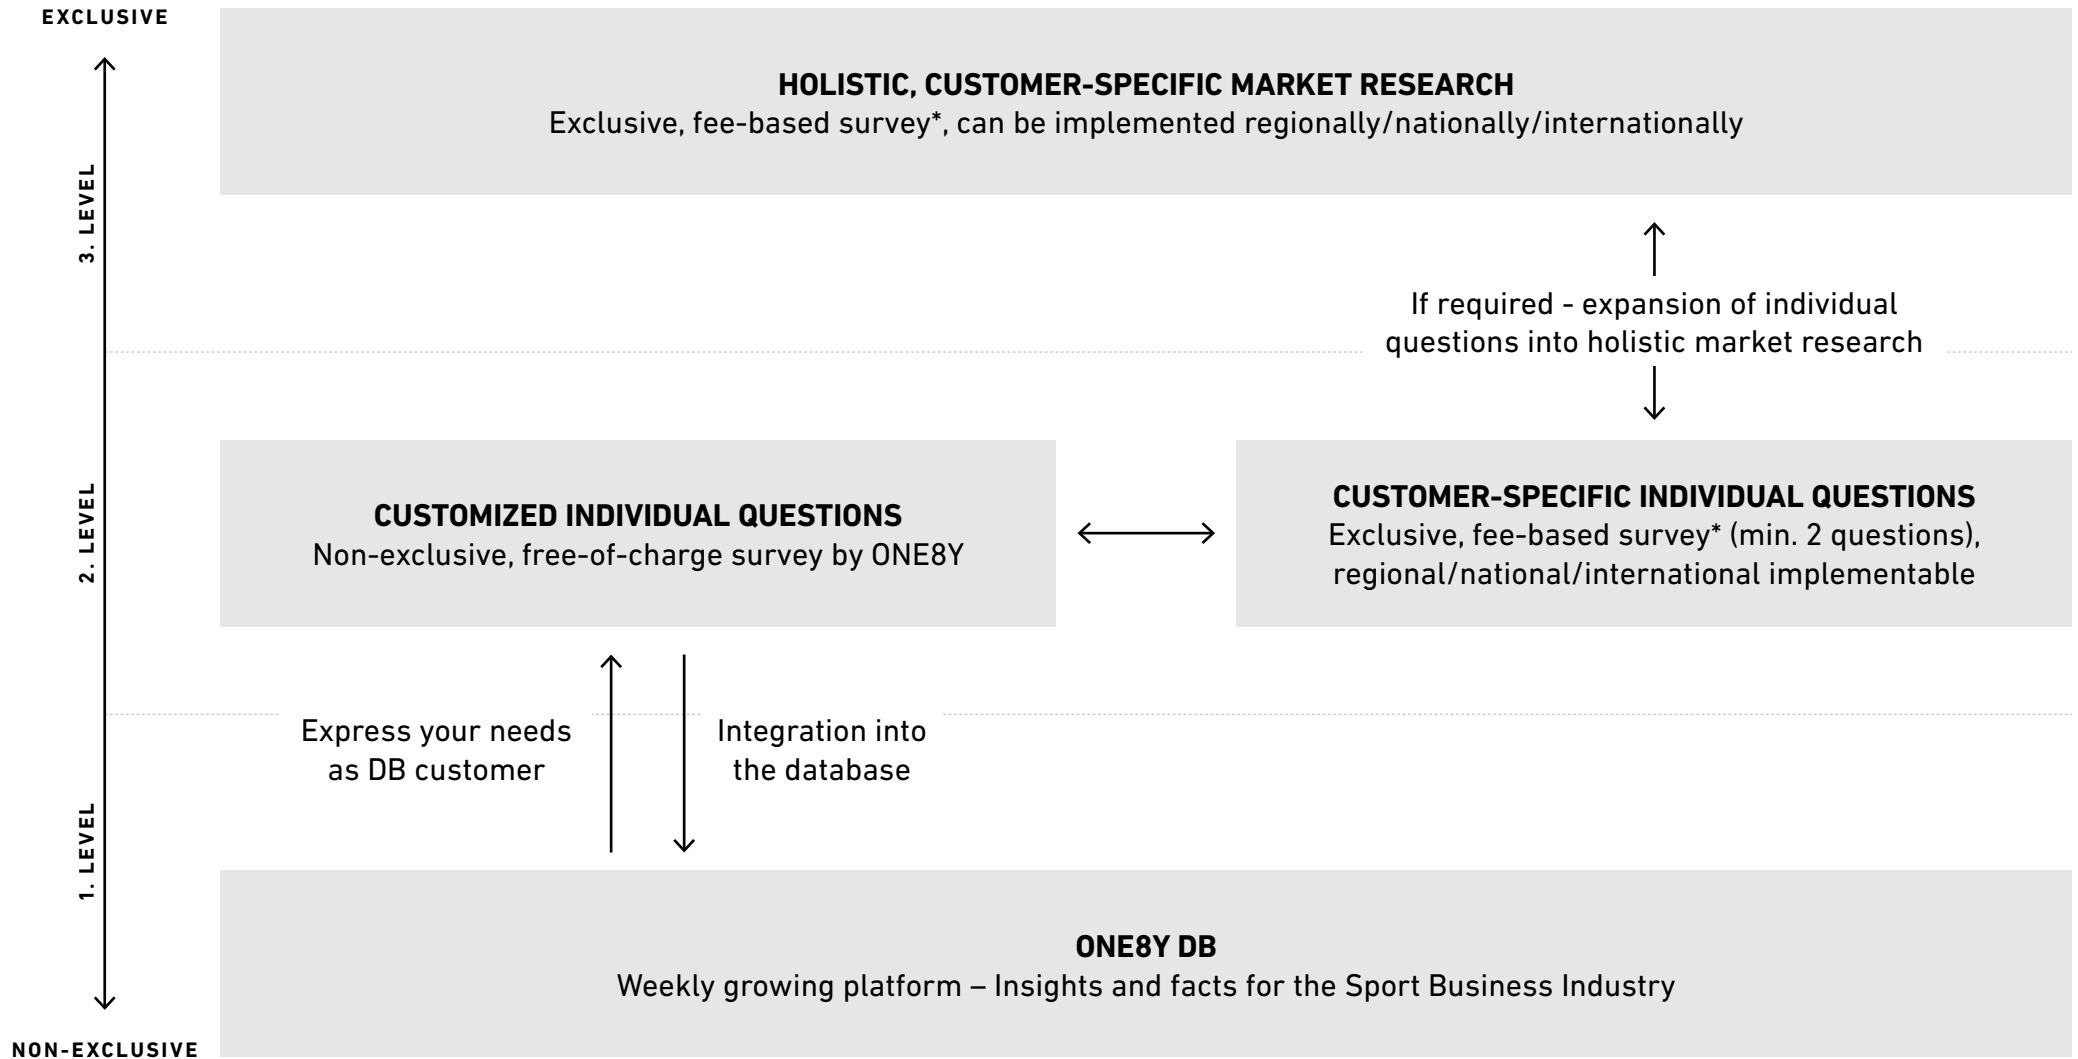 EXCLUSIVE
HOLISTIC, CUSTOMER-SPECIFIC MARKET RESEARCH
Exclusive, fee-based survey*, can be implemented regionally/nationally/internationally
3. LEVEL
If required - expansion of individual
questions into holistic market research
2. LEVEL
CUSTOMIZED INDIVIDUAL QUESTIONS
Non-exclusive, free-of-charge survey by ONE8Y
CUSTOMER-SPECIFIC INDIVIDUAL QUESTIONS
Exclusive, fee-based survey* (min. 2 questions),
regional/national/international implementable
Express your needs
as DB customer
Integration into
the database
1. LEVEL
ONE8Y DB
Weekly growing platform – Insights and facts for the Sport Business Industry
NON-EXCLUSIVE